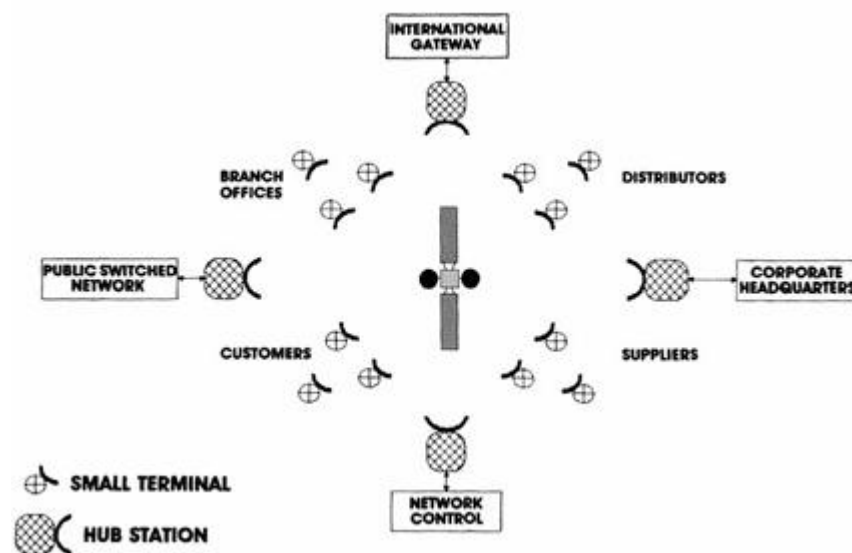 INTERNATIONAL
GATEWAY
BRANCH
OFFICES
DISTRIBUTORS
PUBLIC SWITCHED
NETWORK
CORPORATE
HEADQUARTERS
CUSTOMERS
SUPPLIERS
SMALL TERMINAL
NETWORK
CONTROL
HUB STATION